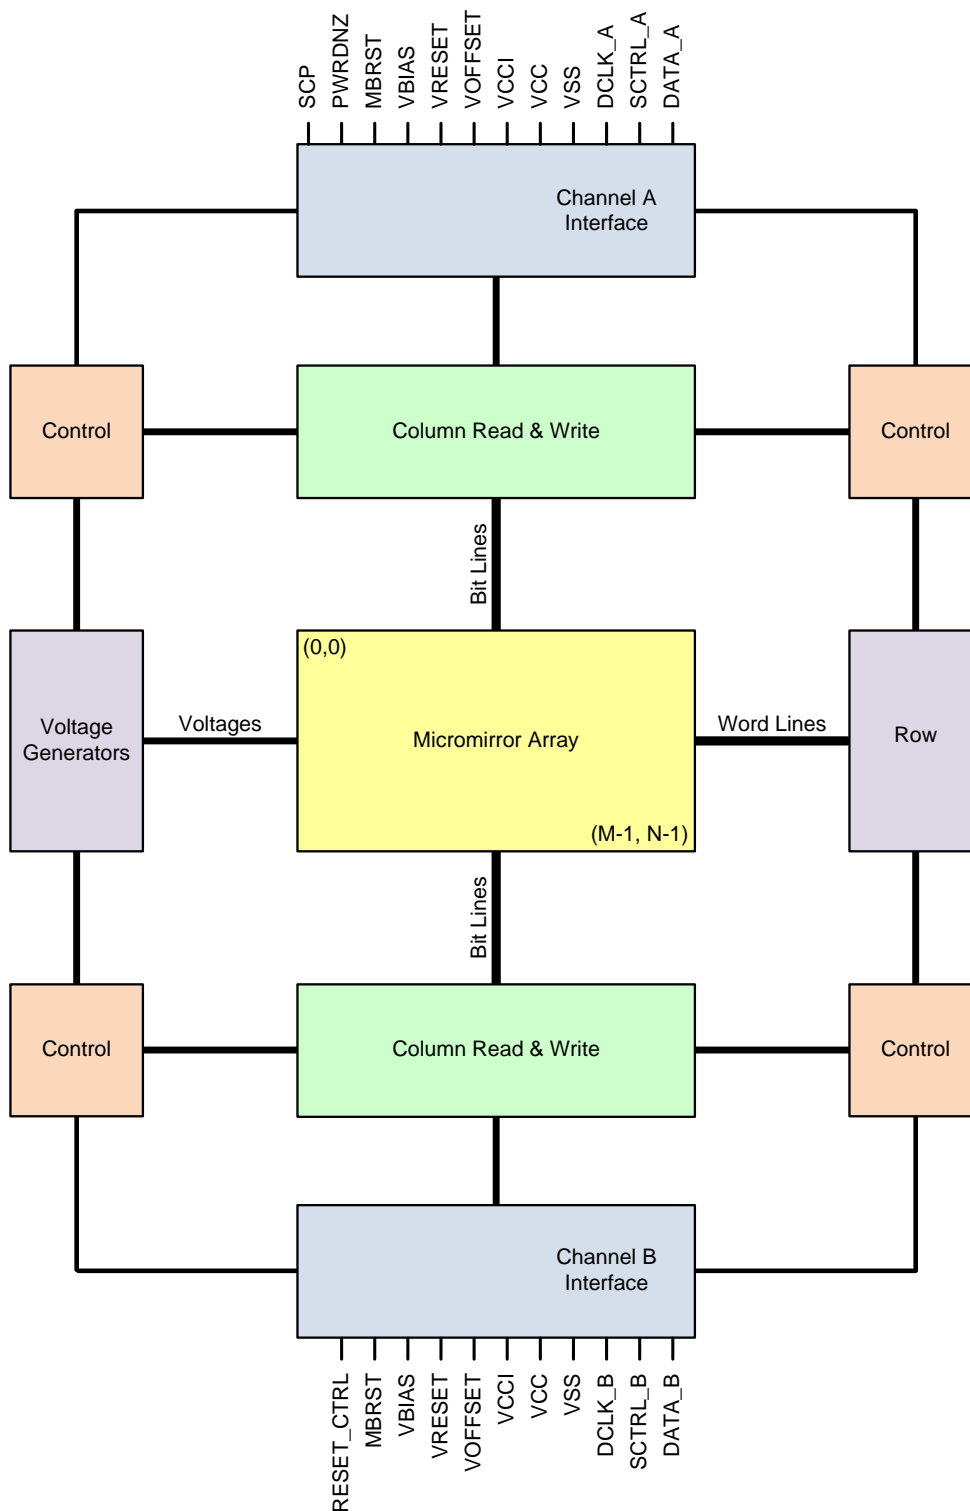 SCP
PWRDNZ
MBRST
VBIAS
VRESET
VOFFSET
VCCI
VCC
VSS
DCLK_A
SCTRL_A
DATA_A
Channel A
Interface
Control
Column Read & Write
Control
Bit Lines
(0,0)
Voltage
Generators
Voltages
Micromirror Array
Word Lines
Row
(M-1, N-1)
Bit Lines
Control
Column Read & Write
Control
Channel B
Interface
RESET_CTRL
MBRST
VBIAS
VRESET
VOFFSET
VCCI
VCC
VSS
DCLK_B
SCTRL_B
DATA_B